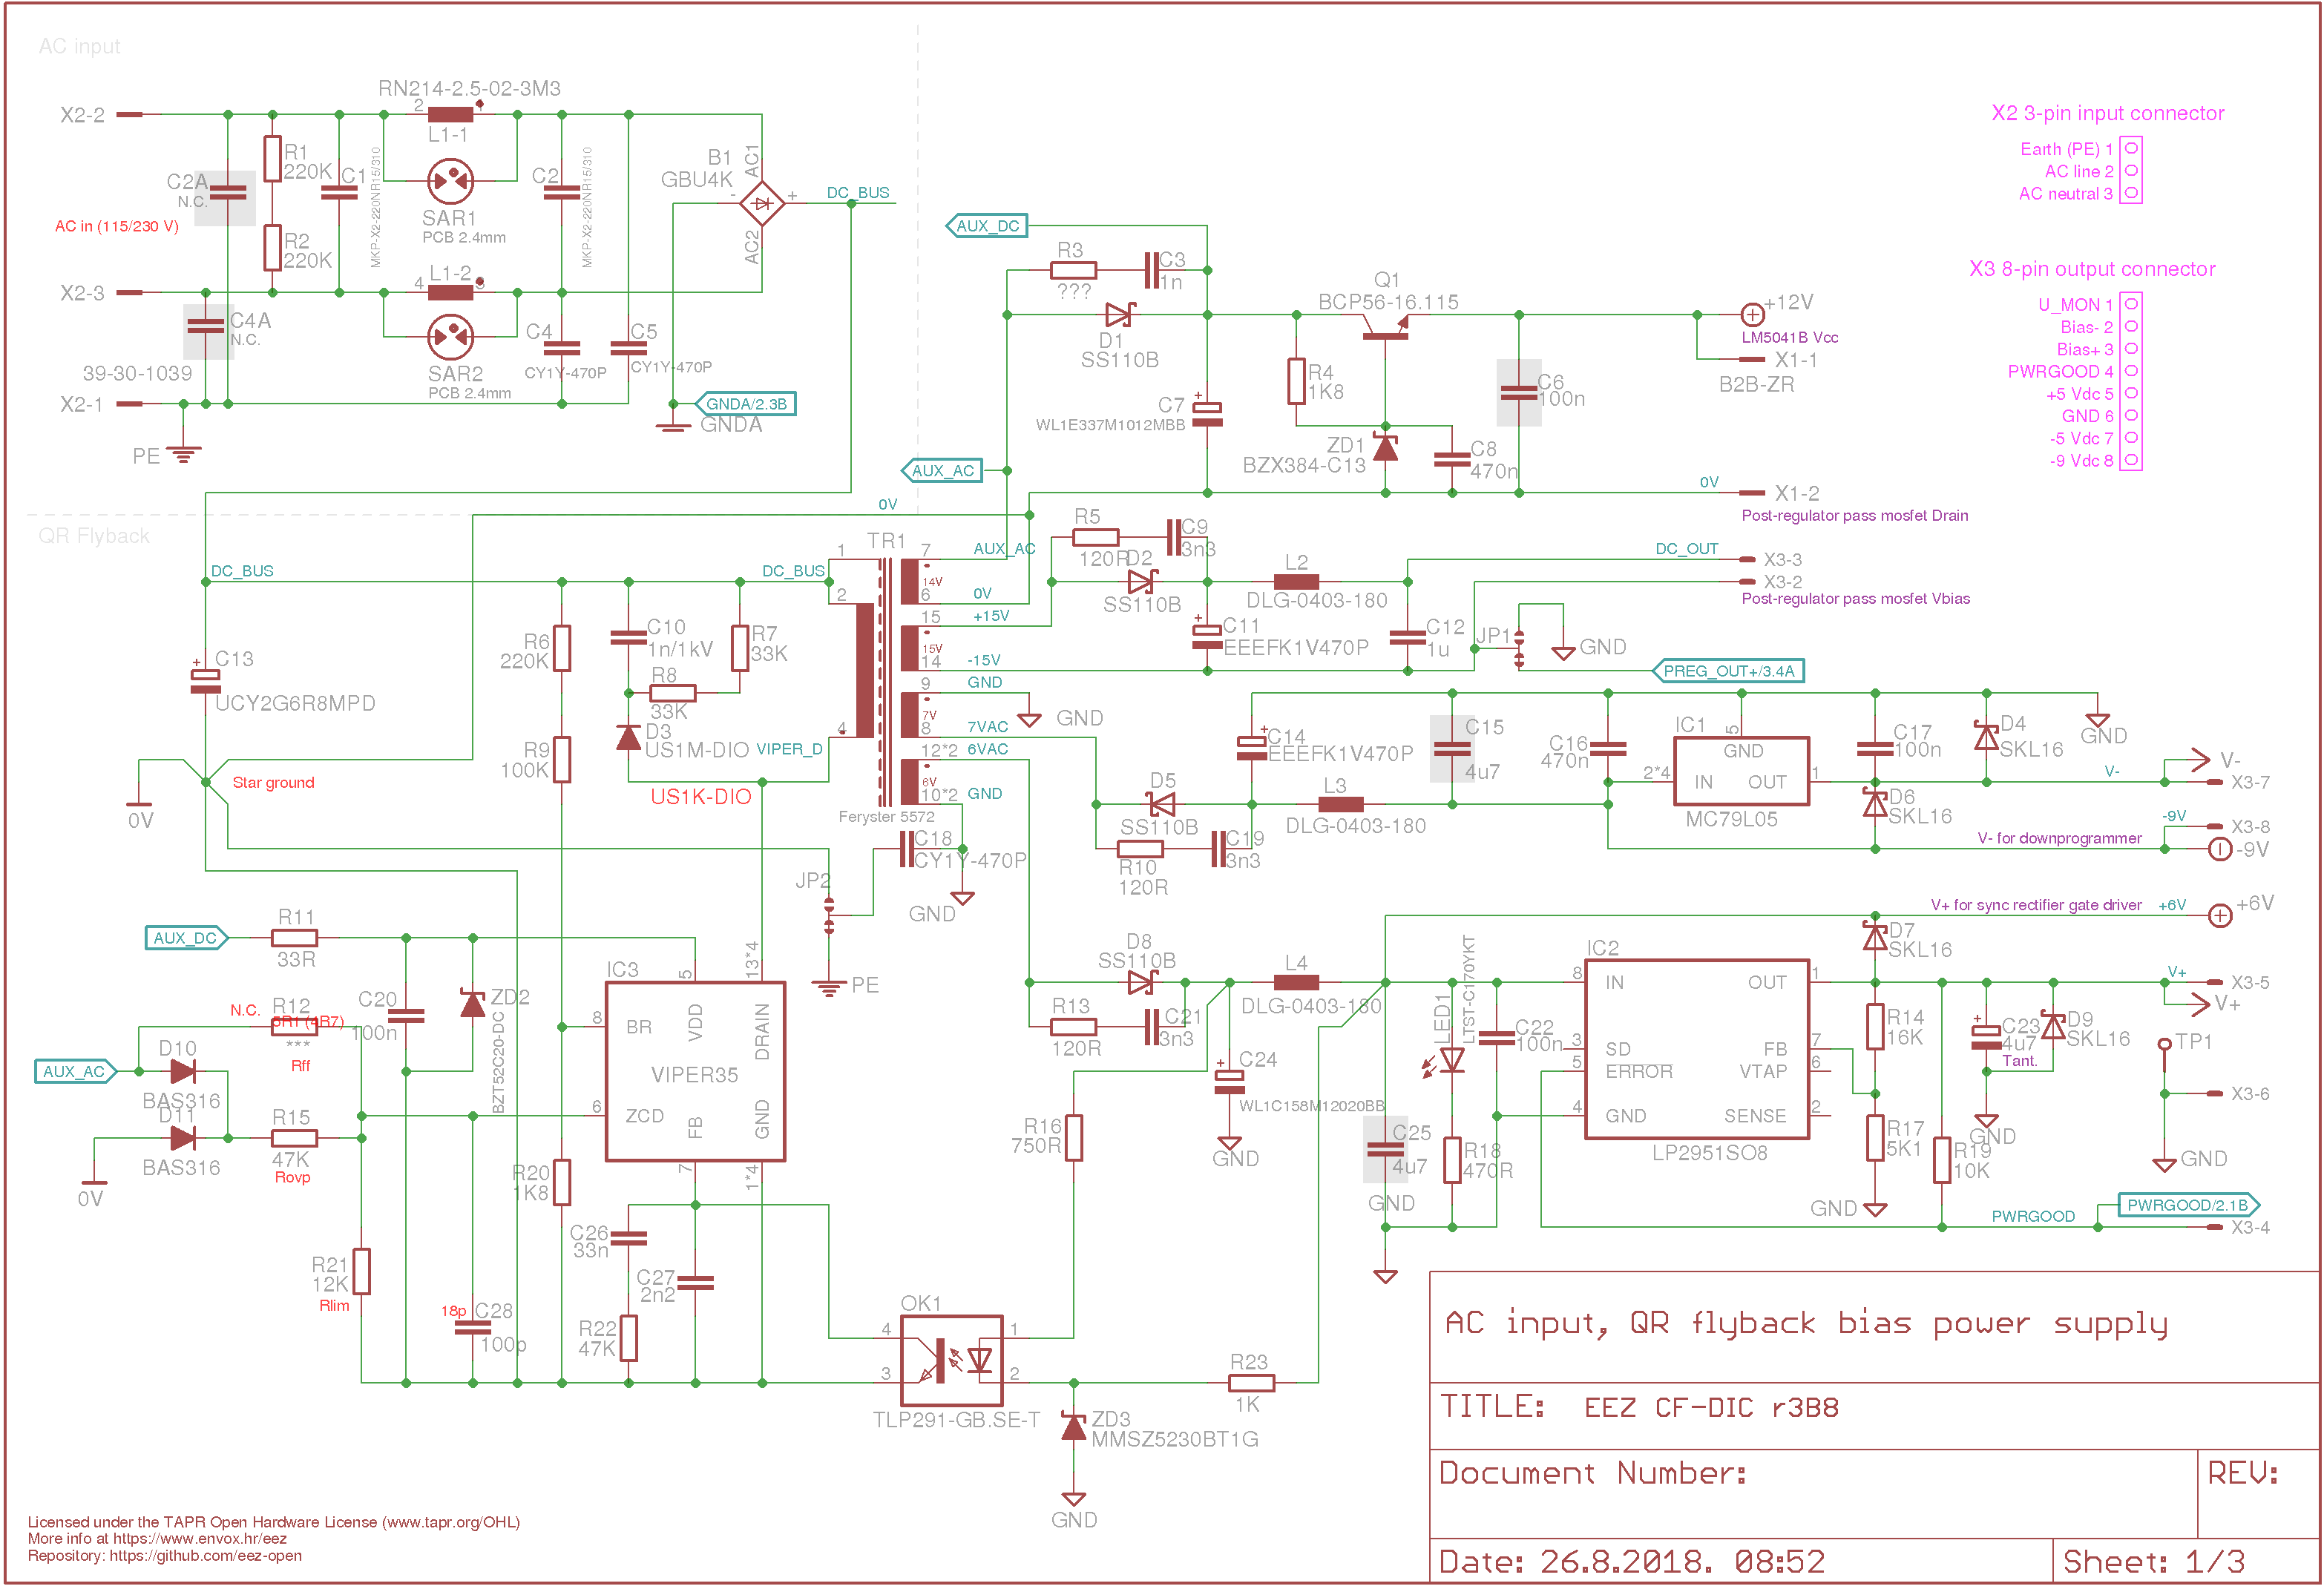 AC input
RN214-2.5-02-3M3
X2-2
2
L1-1
R1
220K
C1
MKP-X2-220NR15/310
C2A
N.C.
SAR1
PCB 2.4mm
C2
MKP-X2-220NR15/310
B1
GBU4K
AC1
-
+
AC2
DC_BUS
AC in (115/230 V)
R2
220K
L1-2
4
X2-3
C4A
N.C.
SAR2
PCB 2.4mm
C4
CY1Y-470P
C5
CY1Y-470P
39-30-1039
X2-1
PE
GNDA/2.3B
GNDA
X2 3-pin input connector
Earth (PE) 1
AC line 2
AC neutral 3
X3 8-pin output connector
U_MON 1
Bias- 2
Bias+ 3
PWRGOOD 4
+5 Vdc 5
GND 6
-5 Vdc 7
-9 Vdc 8
AUX_DC
R3
???
C3
1n
D1
SS110B
Q1
BCP56-16.115
+12V
LM5041B Vcc
X1-1
B2B-ZR
R4
1K8
C6
100n
C7
WL1E337M1012MBB
ZD1
BZX384-C13
C8
470n
AUX_AC
0V
X1-2
Post-regulator pass mosfet Drain
QR Flyback
0V
DC_BUS
DC_BUS
TR1
1
2
4
7
AUX_AC
14V
6
0V
15
+15V
15V
14
-15V
9
GND
7V
8
7VAC
12*2
6VAC
6V
10*2
GND
Feryster 5572
R5
120R
C9
3n3
D2
SS110B
L2
DLG-0403-180
DC_OUT
X3-3
X3-2
Post-regulator pass mosfet Vbias
C11
EEEFK1V470P
C12
1u
JP1
GND
PREG_OUT+/3.4A
R6
220K
C10
1n/1kV
R7
33K
R8
33K
D3
US1M-DIO
VIPER_D
US1K-DIO
C13
UCY2G6R8MPD
R9
100K
Star ground
0V
GND
C14
EEEFK1V470P
C15
4u7
C16
470n
IC1
5
GND
2*4
IN
OUT
1
MC79L05
C17
100n
D4
SKL16
GND
V-
V-
X3-7
D5
SS110B
L3
DLG-0403-180
D6
SKL16
-9V
X3-8
V- for downprogrammer
-9V
R10
120R
C19
3n3
C18
CY1Y-470P
GND
JP2
PE
AUX_DC
R11
33R
N.C.
R12
5R1 (4R7)
***
Rff
C20
100n
ZD2
BZT52C20-DC
IC3
5
VDD
13*4
DRAIN
8
BR
VIPER35
6
ZCD
FB
GND
7
1*4
AUX_AC
D10
BAS316
D11
BAS316
R15
47K
Rovp
0V
R21
12K
Rlim
18p
C28
100p
R20
1K8
C26
33n
C27
2n2
R22
47K
OK1
4
3
1
2
TLP291-GB.SE-T
R23
1K
ZD3
MMSZ5230BT1G
GND
D8
SS110B
R13
120R
C21
3n3
L4
DLG-0403-180
C24
WL1C158M12020BB
GND
R16
750R
C25
4u7
GND
LED1
LTST-C170YKT
R18
470R
C22
100n
V+ for sync rectifier gate driver
+6V
+6V
IC2
8
IN
OUT
1
3
SD
FB
7
5
ERROR
VTAP
6
4
GND
SENSE
2
LP2951SO8
D7
SKL16
V+
X3-5
V+
R14
16K
C23
4u7
Tant.
D9
SKL16
TP1
X3-6
GND
R17
5K1
R19
10K
GND
GND
PWRGOOD
PWRGOOD/2.1B
X3-4
AC input, QR flyback bias power supply
TITLE: EEZ CF-DIC r3B8
Document Number:
REV:
Date: 26.8.2018. 08:52
Sheet: 1/3
Licensed under the TAPR Open Hardware License (www.tapr.org/OHL)
More info at https://www.envox.hr/eez
Repository: https://github.com/eez-open